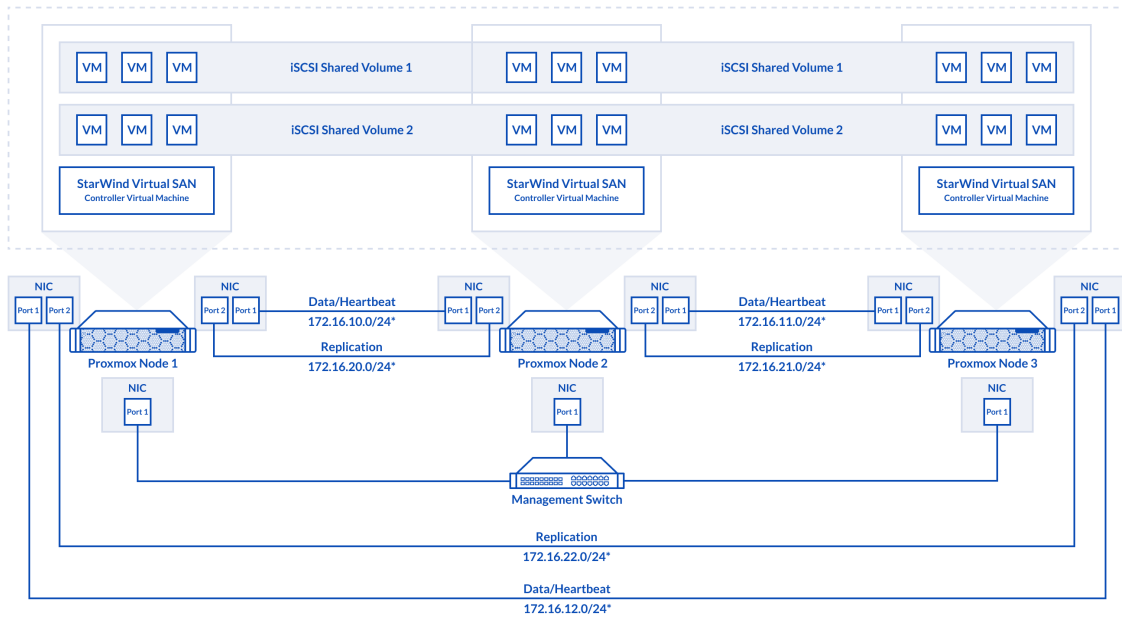 VM VM VM iSCSI Shared Volume 1 VM VM VM iSCSI Shared Volume 1 VM VM VM
VM VM VM iSCSI Shared Volume 2 VM VM VM iSCSI Shared Volume 2 VM VM VM
StarWind Virtual SAN
Controller Virtual Machine
StarWind Virtual SAN
Controller Virtual Machine
StarWind Virtual SAN
Controller Virtual Machine
NIC
Port 1 Port 2
NIC
Port 2 Port 1
Data/Heartbeat
172.16.10.0/24*
Replication
172.16.20.0/24*
NIC
Port 1 Port 2
NIC
Port 2 Port 1
Data/Heartbeat
172.16.11.0/24*
Replication
172.16.21.0/24*
NIC
Port 1 Port 2
NIC
Port 2 Port 1
Proxmox Node 1
Proxmox Node 2
Proxmox Node 3
NIC
Port 1
NIC
Port 1
NIC
Port 1
Management Switch
Replication
172.16.22.0/24*
Data/Heartbeat
172.16.12.0/24*